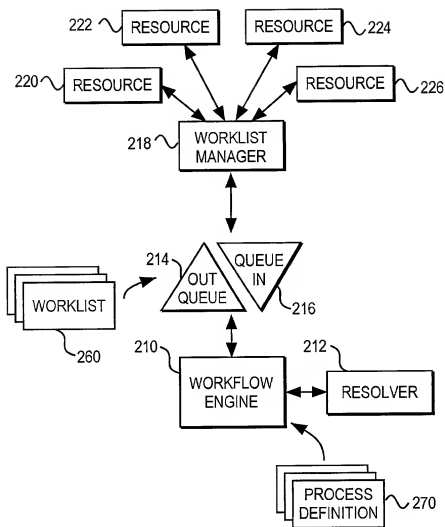 222
RESOURCE
RESOURCE
224
220
RESOURCE
RESOURCE
226
218
WORKLIST
MANAGER
214
OUT
QUEUE
QUEUE
IN
216
WORKLIST
260
210
WORKFLOW
ENGINE
212
RESOLVER
PROCESS
DEFINITION
270